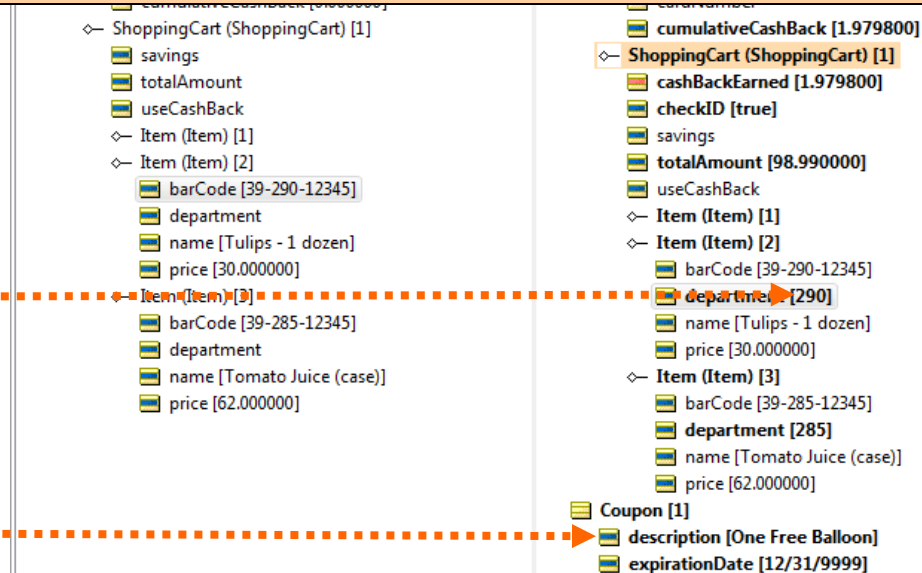 ShoppingCart (ShoppingCart) [1]
savings
totalAmount
useCashBack
Item (Item) [1]
Item (Item) [2]
barCode [39-290-12345]
department
name [Tulips - 1 dozen]
price [30.000000]
Item (Item) [3]
barCode [39-285-12345]
department
name [Tomato Juice (case)]
price [62.000000]
cumulativeCashBack [1.979800]
ShoppingCart (ShoppingCart) [1]
cashBackEarned [1.979800]
checkID [true]
savings
totalAmount [98.990000]
useCashBack
Item (Item) [1]
Item (Item) [2]
barCode [39-290-12345]
department [290]
name [Tulips - 1 dozen]
price [30.000000]
Item (Item) [3]
barCode [39-285-12345]
department [285]
name [Tomato Juice (case)]
price [62.000000]
Coupon [1]
description [One Free Balloon]
expirationDate [12/31/9999]